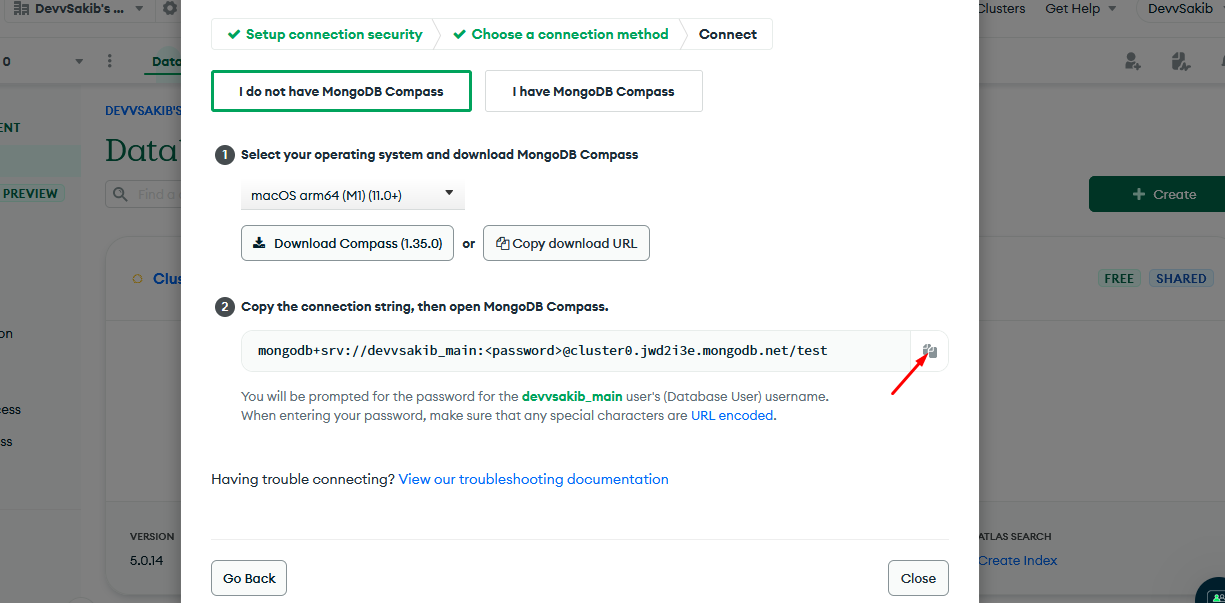 DevvSakib's ...
Clusters
Get Help
DevvSakib
Setup connection security
Choose a connection method
Connect
0
Data
I do not have MongoDB Compass
I have MongoDB Compass
DEVVSAKIB'S
ENT
Data
1 Select your operating system and download MongoDB Compass
PREVIEW
Find a
macOS arm64 (M1) (11.0+)
+ Create
Download Compass (1.35.0) or Copy download URL
Clus
FREE SHARED
2 Copy the connection string, then open MongoDB Compass.
on
mongodb+srv://devvsakib_main:<password>@cluster0.jwd2i3e.mongodb.net/test
You will be prompted for the password for the devvsakib_main user's (Database User) username.
When entering your password, make sure that any special characters are URL encoded.
cess
ss
Having trouble connecting? View our troubleshooting documentation
VERSION
5.0.14
ATLAS SEARCH
Create Index
Go Back
Close